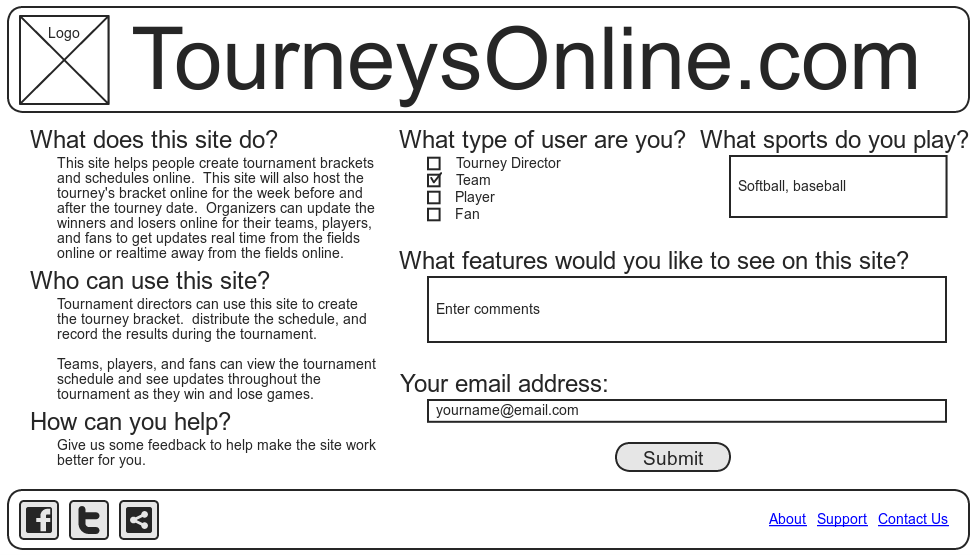 Logo
TourneysOnline.com
What does this site do?
This site helps people create tournament brackets
and schedules online.  This site will also host the
tourney's bracket online for the week before and
after the tourney date.  Organizers can update the
winners and losers online for their teams, players,
and fans to get updates real time from the fields
online or realtime away from the fields online.
Who can use this site?
Tournament directors can use this site to create
the tourney bracket.  distribute the schedule, and
record the results during the tournament.
Teams, players, and fans can view the tournament
schedule and see updates throughout the
tournament as they win and lose games.
How can you help?
Give us some feedback to help make the site work
better for you.
What type of user are you?
Tourney Director
Team
Player
Fan
What sports do you play?
Softball, baseball
What features would you like to see on this site?
Enter comments
Your email address:
yourname@email.com
Submit
About Support Contact Us